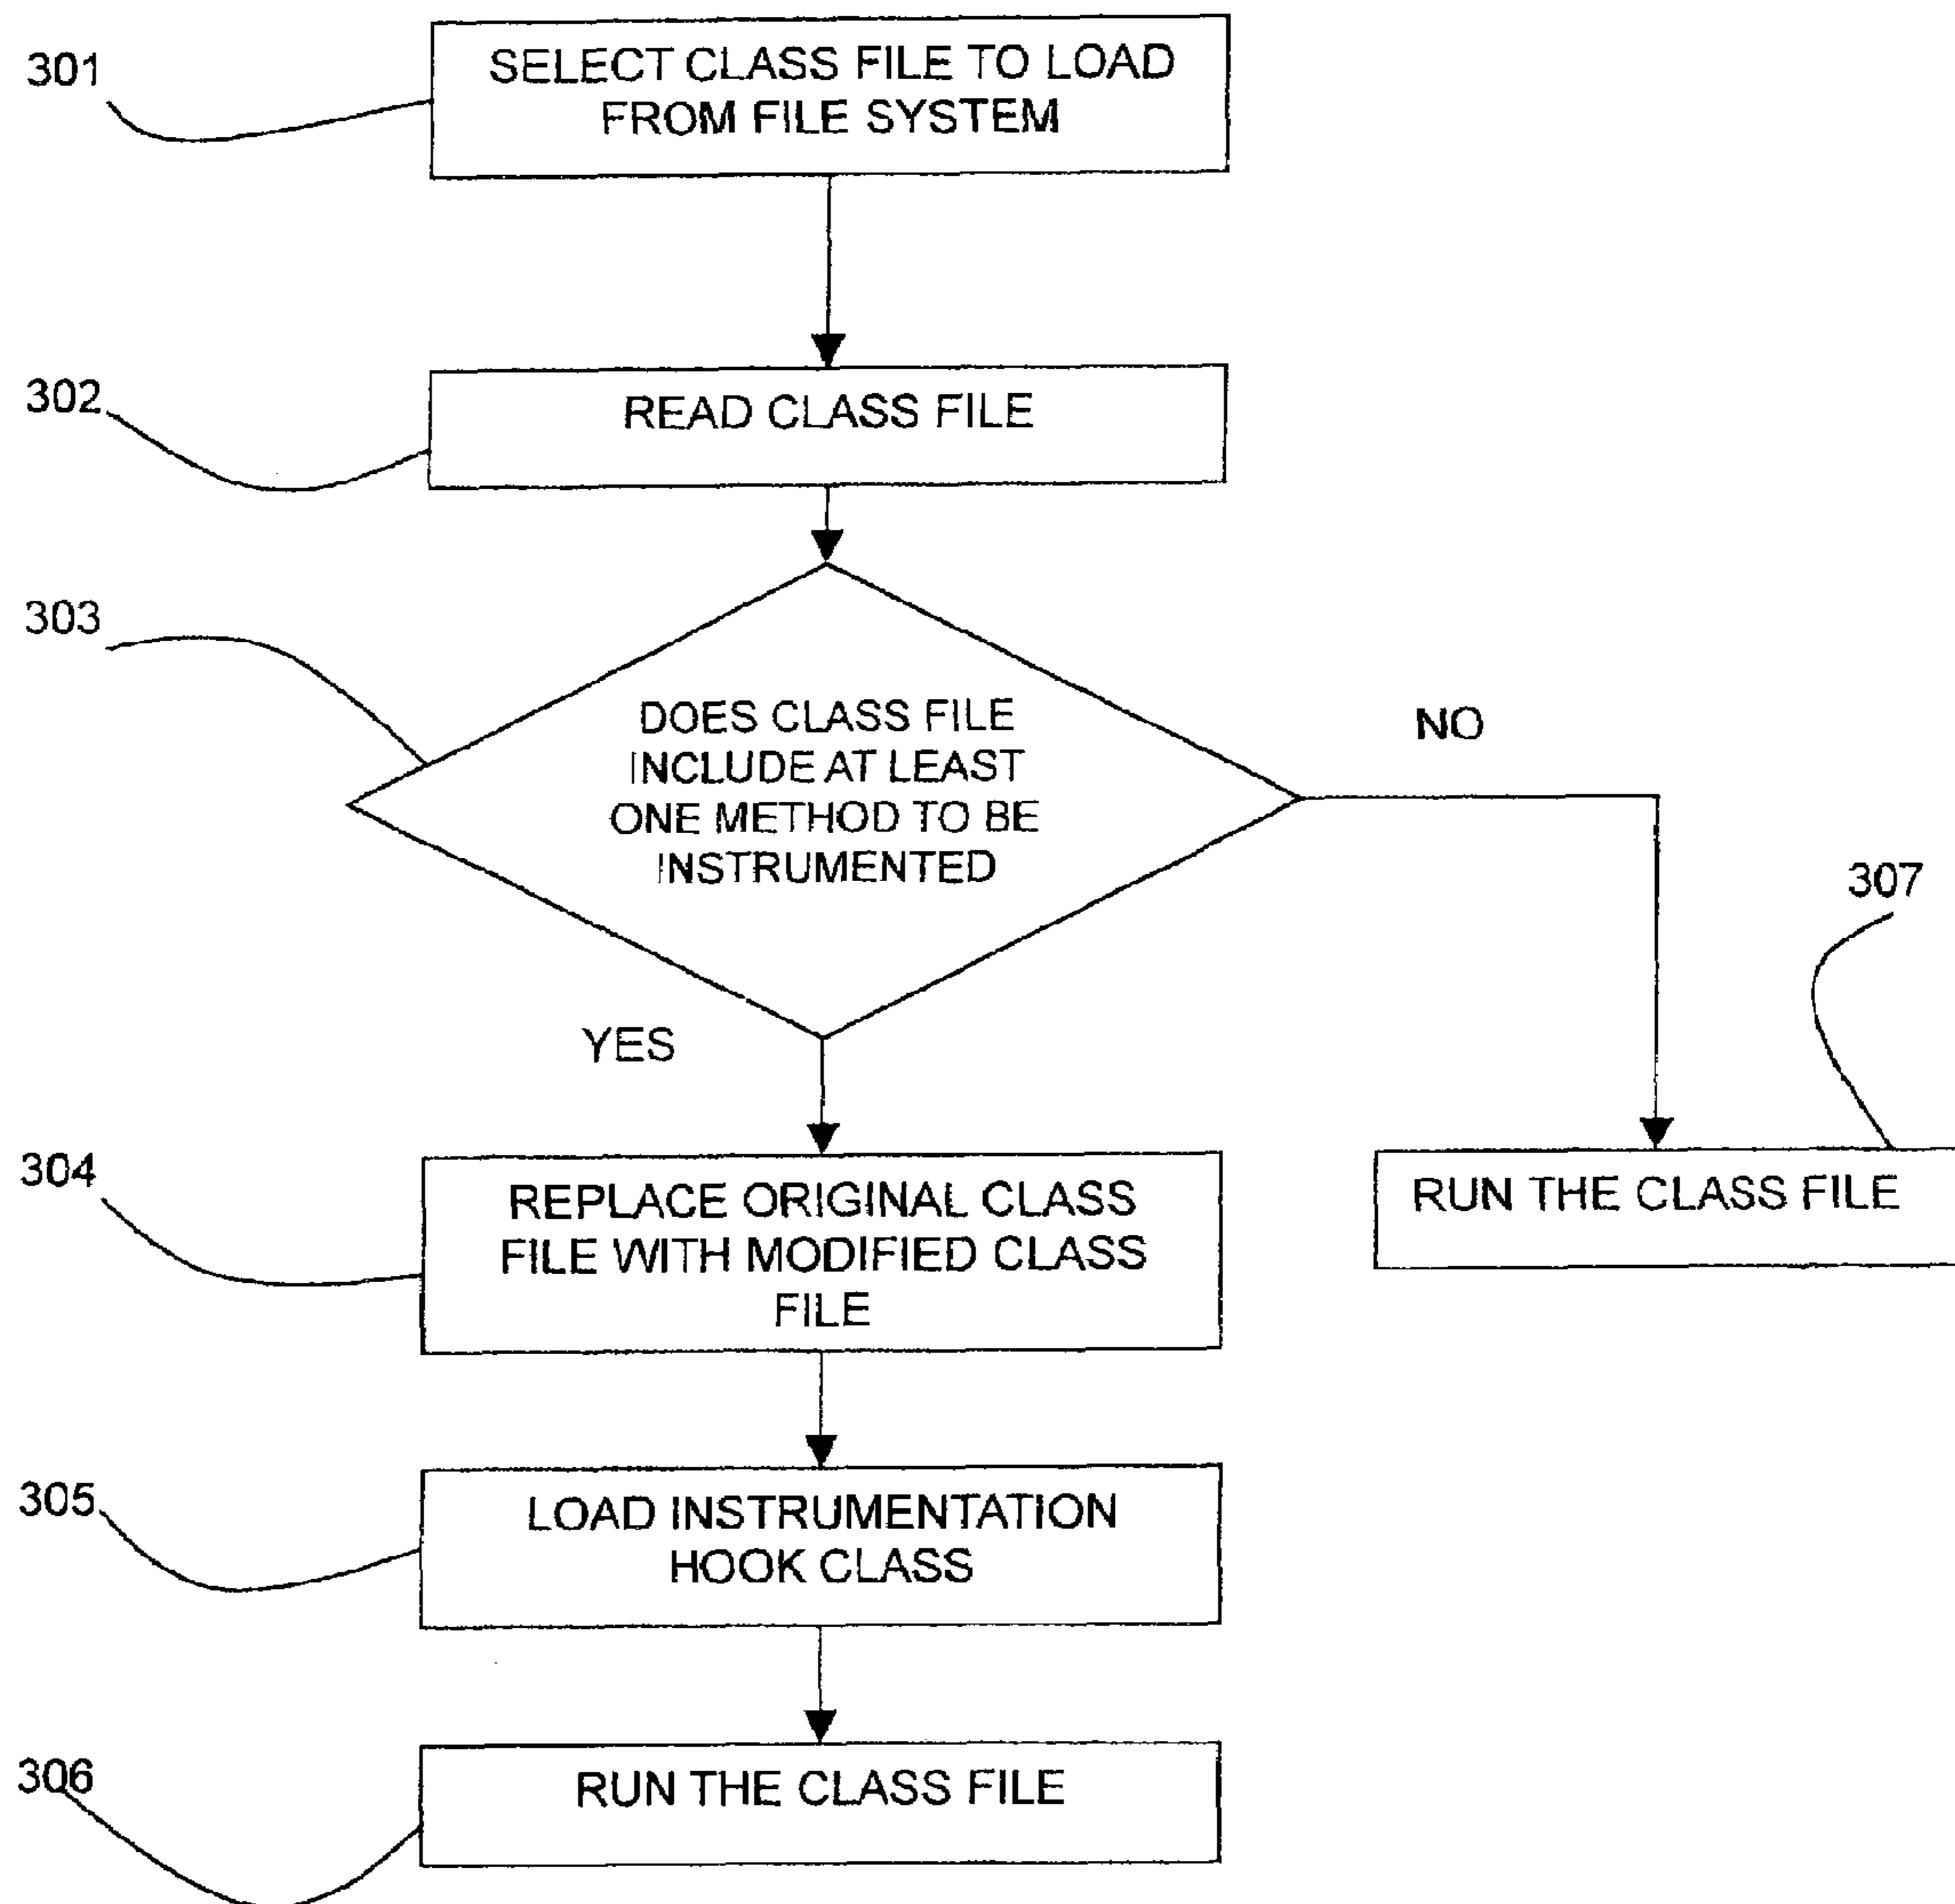 301
SELECT CLASS FILE TO LOAD
FROM FILE SYSTEM
302
READ CLASS FILE
303
DOES CLASS FILE
INCLUDE AT LEAST
ONE METHOD TO BE
INSTRUMENTED
NO
307
YES
304
REPLACE ORIGINAL CLASS
FILE WITH MODIFIED CLASS
FILE
RUN THE CLASS FILE
305
LOAD INSTRUMENTATION
HOOK CLASS
306
RUN THE CLASS FILE